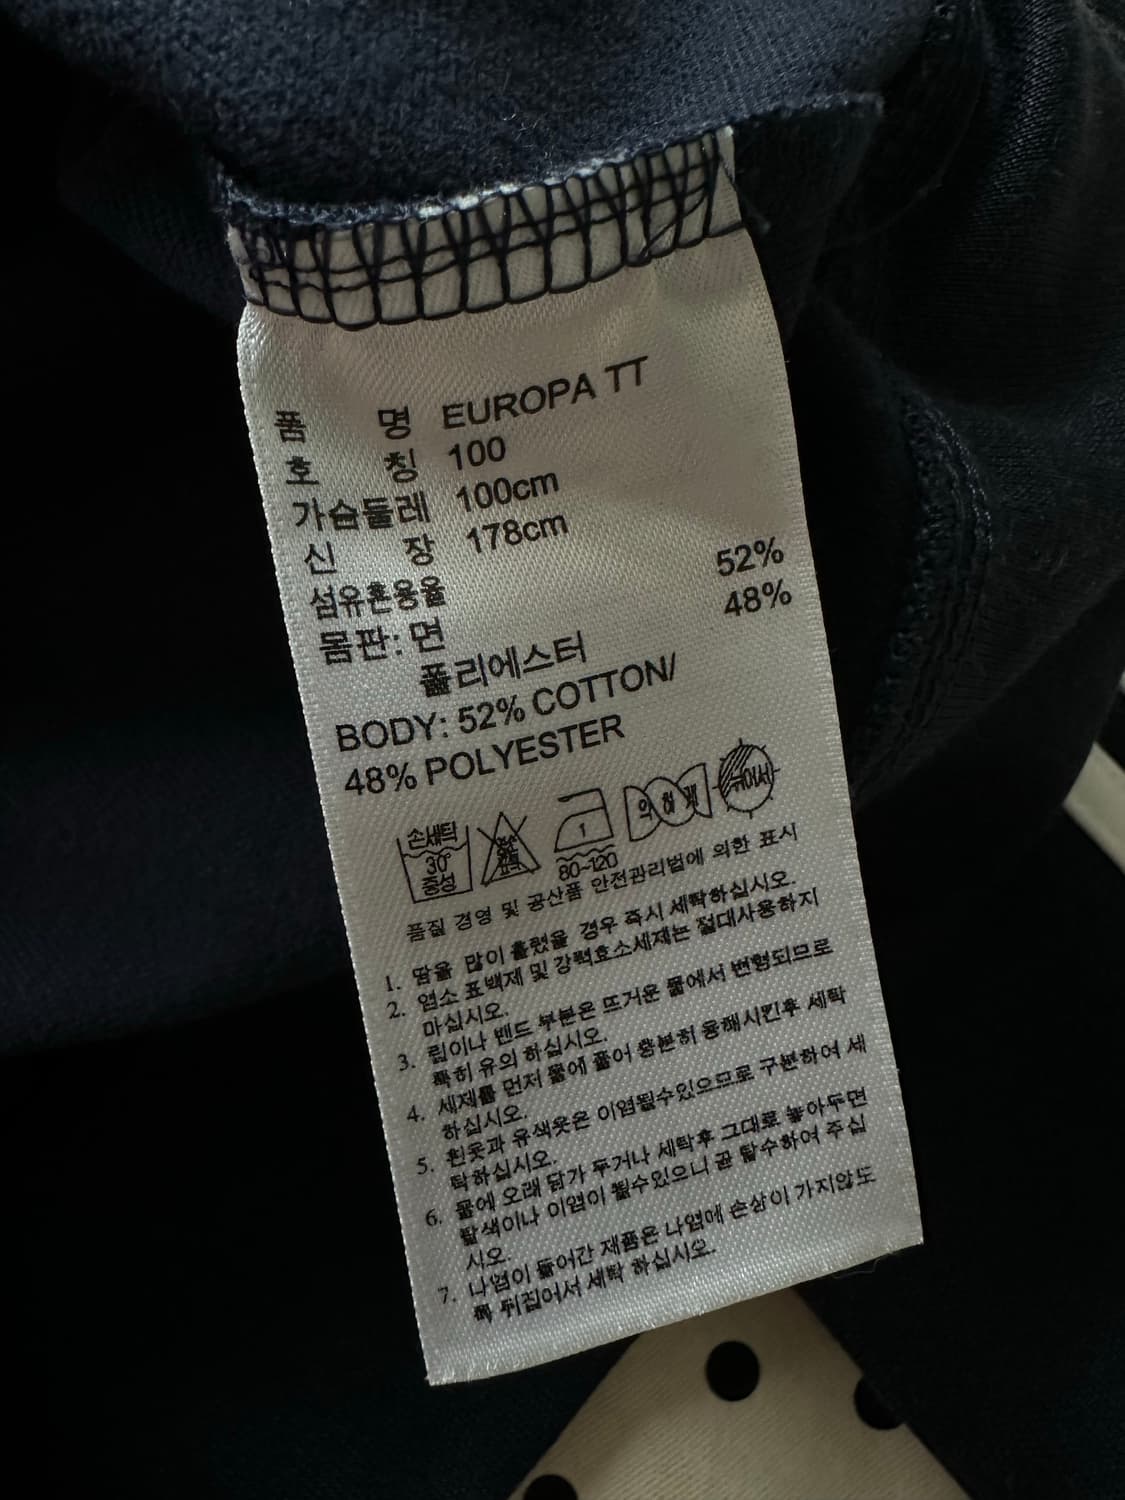 품 명 EUROPA TT
호 칭 100
가슴둘레 100cm
신 장 178cm
섬유혼용율
몸판: 면 52%
폴리에스터 48%
BODY: 52% COTTON/
48% POLYESTER
손세탁
30°
중성
1
80~120
약하게
뉘어서
품질 경영 및 공산품 안전관리법에 의한 표시
1. 땀을 많이 흘렸을 경우 즉시 세탁하십시오.
2. 염소 표백제 및 강력효소세제는 절대사용하지
마십시오.
3. 립이나 밴드 부분은 뜨거운 물에서 변형되므로
특히 유의 하십시오.
4. 세제를 먼저 물에 풀어 충분히 용해시킨후 세탁
하십시오.
5. 흰옷과 유색옷은 이염될수있으므로 구분하여 세
탁하십시오.
6. 물에 오래 담가 두거나 세탁후 그대로 놓아두면
탈색이나 이염이 될수있으니 곧 탈수하여 주십
시오.
7. 나염이 들어간 제품은 나염에 손상이 가지않도
록 뒤집어서 세탁 하십시오.